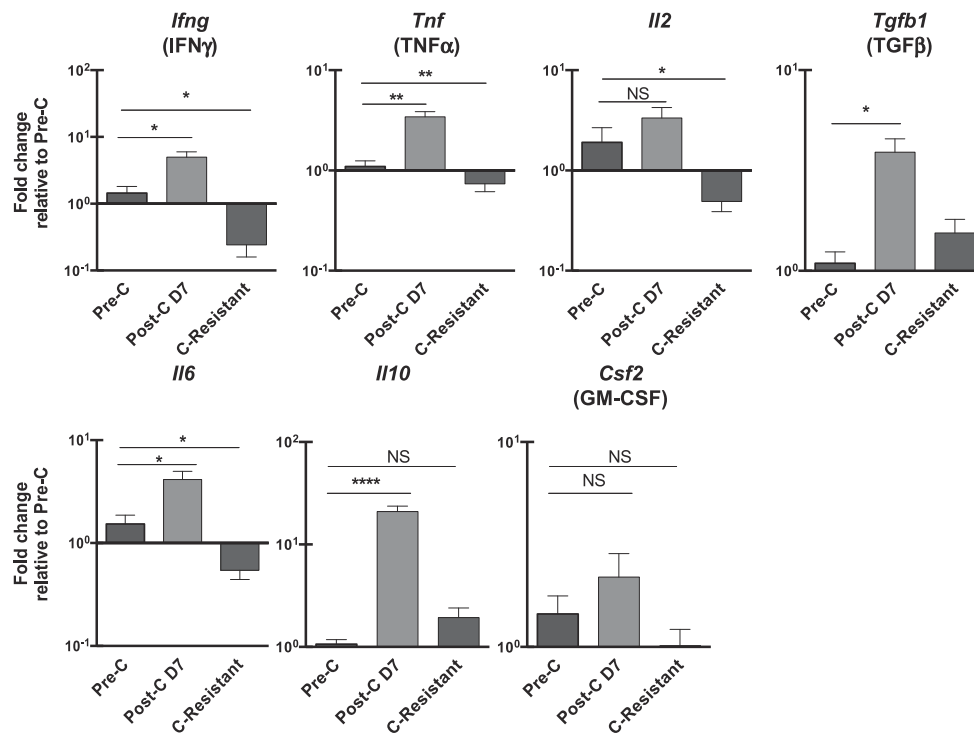 Ifng
(IFNγ)
Fold change
relative to Pre-C
10²
10¹
10⁰
10⁻¹
*
*
Pre-C
Post-C D7
C-Resistant
Tnf
(TNFα)
10¹
10⁰
10⁻¹
**
**
Pre-C
Post-C D7
C-Resistant
Il2
10¹
10⁰
10⁻¹
*
NS
Pre-C
Post-C D7
C-Resistant
Tgfb1
(TGFβ)
10¹
10⁰
*
Pre-C
Post-C D7
C-Resistant
Il6
Fold change
relative to Pre-C
10¹
10⁰
10⁻¹
*
*
Pre-C
Post-C D7
C-Resistant
Il10
10²
10¹
10⁰
NS
****
Pre-C
Post-C D7
C-Resistant
Csf2
(GM-CSF)
10¹
10⁰
NS
NS
Pre-C
Post-C D7
C-Resistant